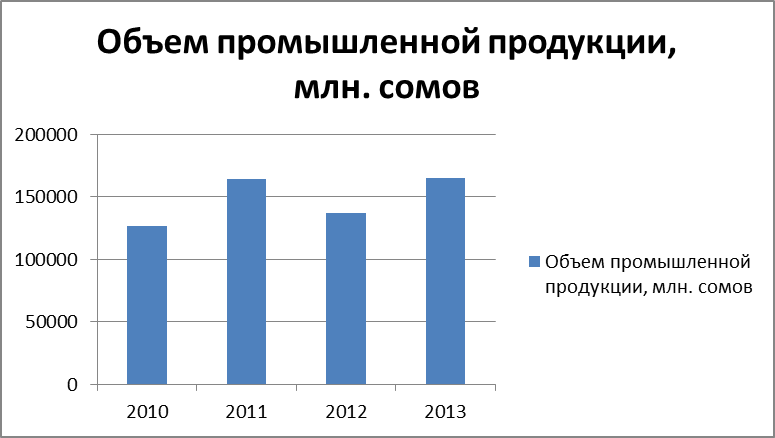 Объем промышленной продукции,
млн. сомов
200000
150000
100000
50000
0
2010 2011 2012 2013
Объем промышленной
продукции, млн. сомов